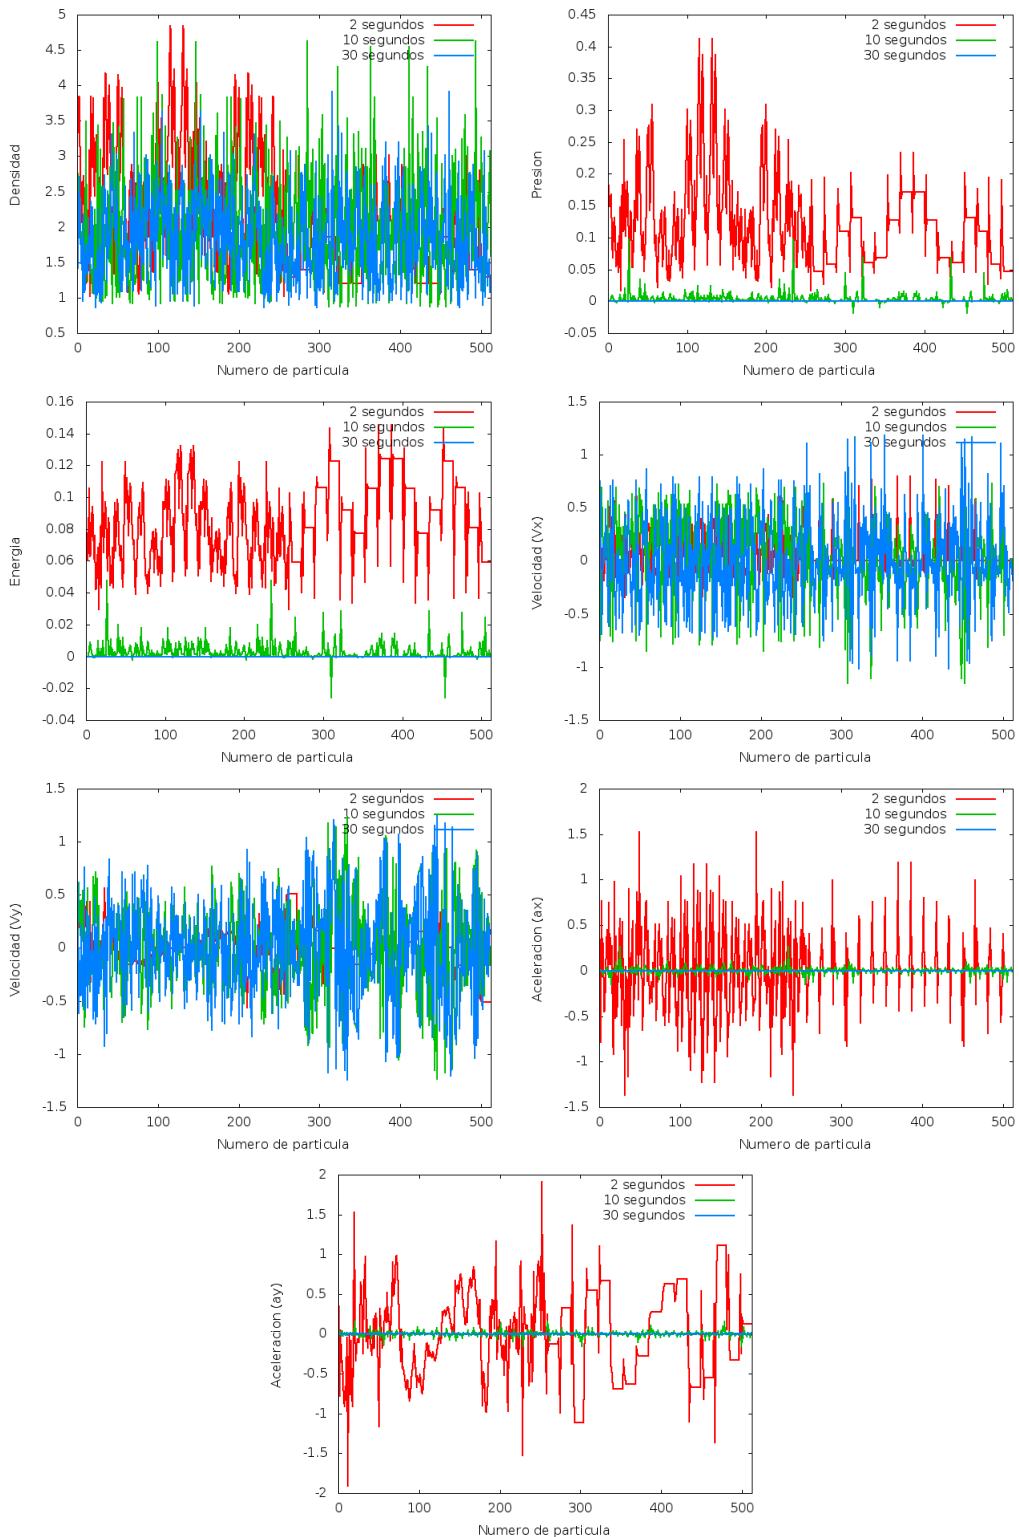 Densidad
5
4.5
4
3.5
3
2.5
2
1.5
1
0.5
2 segundos
10 segundos
30 segundos
0 100 200 300 400 500
Numero de particula
Presion
0.45
0.4
0.35
0.3
0.25
0.2
0.15
0.1
0.05
0
-0.05
2 segundos
10 segundos
30 segundos
0 100 200 300 400 500
Numero de particula
Energia
0.16
0.14
0.12
0.1
0.08
0.06
0.04
0.02
0
-0.02
-0.04
2 segundos
10 segundos
30 segundos
0 100 200 300 400 500
Numero de particula
Velocidad (Vx)
1.5
1
0.5
0
-0.5
-1
-1.5
2 segundos
10 segundos
30 segundos
0 100 200 300 400 500
Numero de particula
Velocidad (Vy)
1.5
1
0.5
0
-0.5
-1
-1.5
2 segundos
10 segundos
30 segundos
0 100 200 300 400 500
Numero de particula
Aceleracion (ax)
2
1.5
1
0.5
0
-0.5
-1
-1.5
2 segundos
10 segundos
30 segundos
0 100 200 300 400 500
Numero de particula
Aceleracion (ay)
2
1.5
1
0.5
0
-0.5
-1
-1.5
-2
2 segundos
10 segundos
30 segundos
0 100 200 300 400 500
Numero de particula